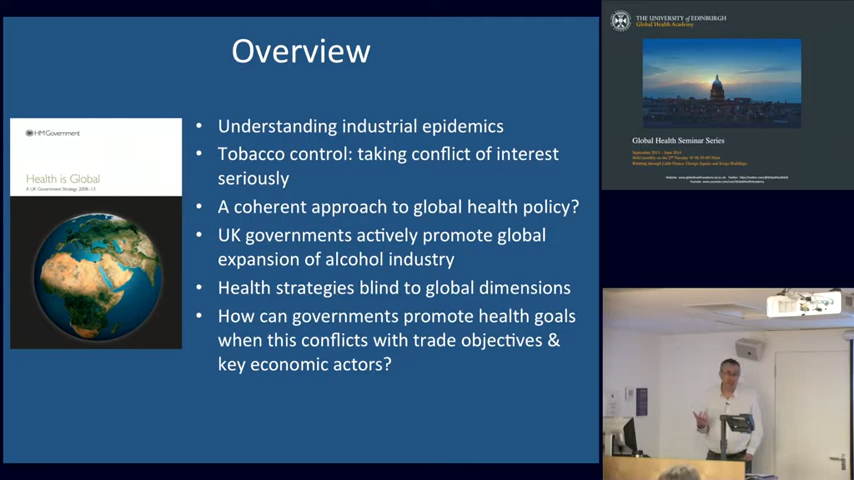 Overview
HM Government
Health is Global
A UK Government Strategy 2008–13
• Understanding industrial epidemics
• Tobacco control: taking conflict of interest
seriously
• A coherent approach to global health policy?
• UK governments actively promote global
expansion of alcohol industry
• Health strategies blind to global dimensions
• How can governments promote health goals
when this conflicts with trade objectives &
key economic actors?
THE UNIVERSITY of EDINBURGH
Global Health Academy
Global Health Seminar Series